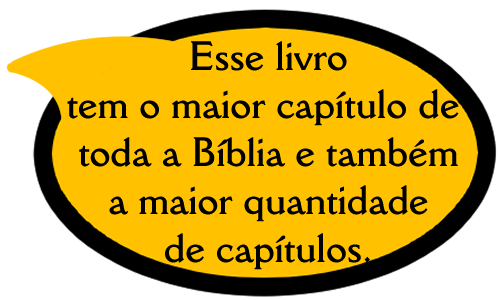 Esse livro
tem o maior capítulo de
toda a Bíblia e também
a maior quantidade
de capítulos.